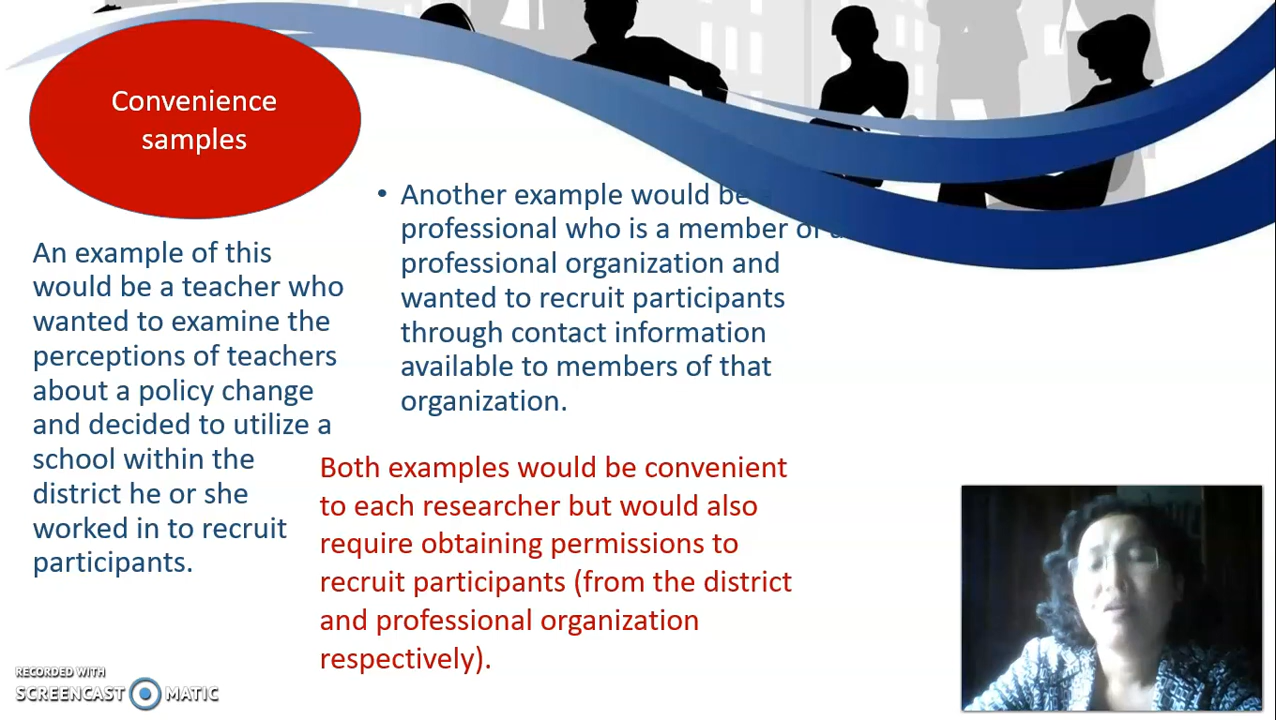 Convenience
samples
An example of this
would be a teacher who
wanted to examine the
perceptions of teachers
about a policy change
and decided to utilize a
school within the
district he or she
worked in to recruit
participants.
• Another example would be a
professional who is a member of a
professional organization and
wanted to recruit participants
through contact information
available to members of that
organization.
Both examples would be convenient
to each researcher but would also
require obtaining permissions to
recruit participants (from the district
and professional organization
respectively).
RECORDED WITH
SCREENCAST MATIC